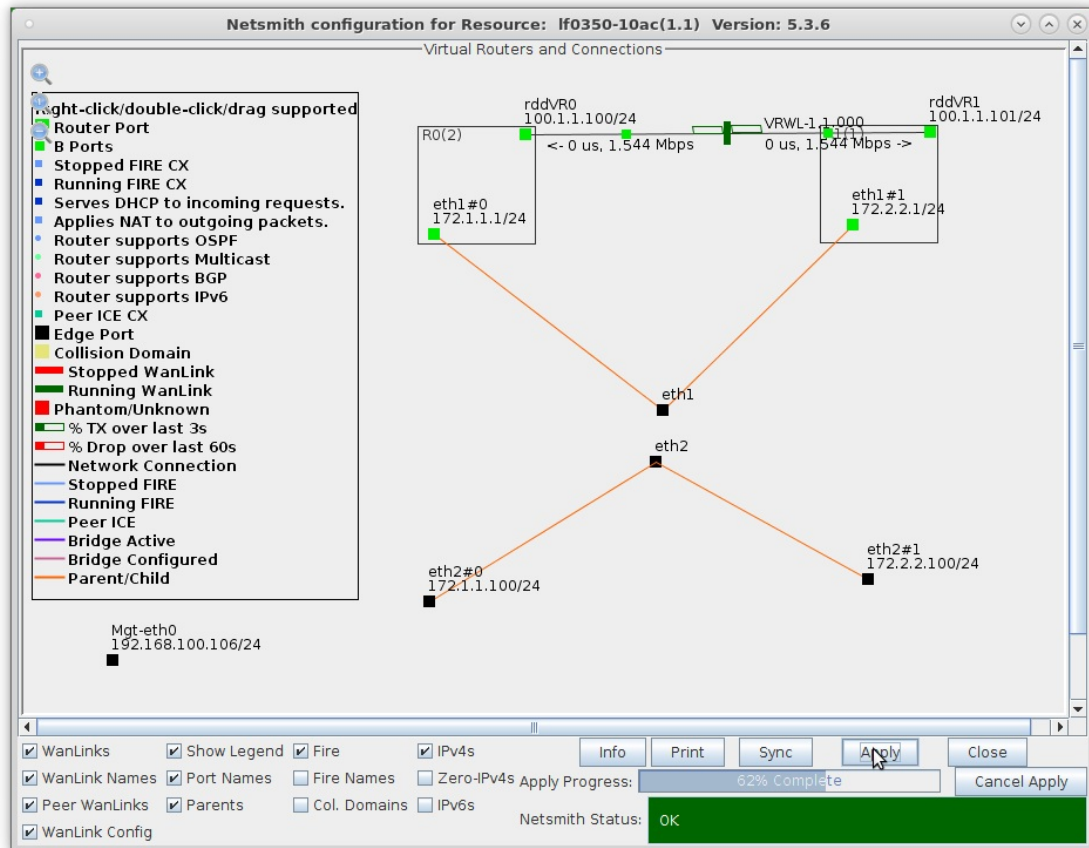 Netsmith configuration for Resource: lf0350-10ac(1.1) Version: 5.3.6
Virtual Routers and Connections
ght-click/double-click/drag supported
Router Port
B Ports
Stopped FIRE CX
Running FIRE CX
Serves DHCP to incoming requests.
Applies NAT to outgoing packets.
Router supports OSPF
Router supports Multicast
Router supports BGP
Router supports IPv6
Peer ICE CX
Edge Port
Collision Domain
Stopped WanLink
Running WanLink
Phantom/Unknown
% TX over last 3s
% Drop over last 60s
Network Connection
Stopped FIRE
Running FIRE
Peer ICE
Bridge Active
Bridge Configured
Parent/Child
rddVR0
100.1.1.100/24
R0(2)
<- 0 us, 1.544 Mbps
VRWL-1.1.000
0 us, 1.544 Mbps ->
rddVR1
100.1.1.101/24
eth1#0
172.1.1.1/24
eth1#1
172.2.2.1/24
eth1
eth2
eth2#0
172.1.1.100/24
eth2#1
172.2.2.100/24
Mgt-eth0
192.168.100.106/24
WanLinks Show Legend Fire IPv4s Info Print Sync Apply Close
WanLink Names Port Names Fire Names Zero-IPv4s Apply Progress: 62% Complete Cancel Apply
Peer WanLinks Parents Col. Domains IPv6s
Netsmith Status: OK
WanLink Config